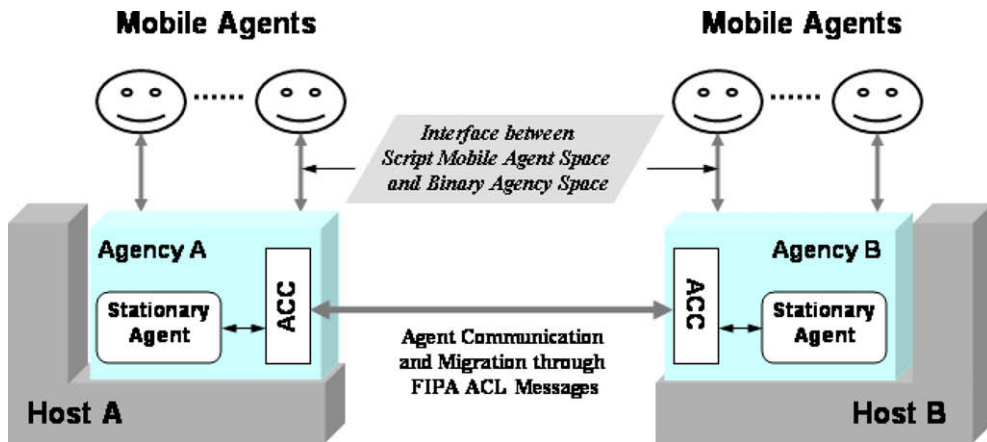 Mobile Agents
Mobile Agents
Interface between
Script Mobile Agent Space
and Binary Agency Space
Agency A
Stationary
Agent
ACC
Host A
Agent Communication
and Migration through
FIPA ACL Messages
Agency B
ACC
Stationary
Agent
Host B